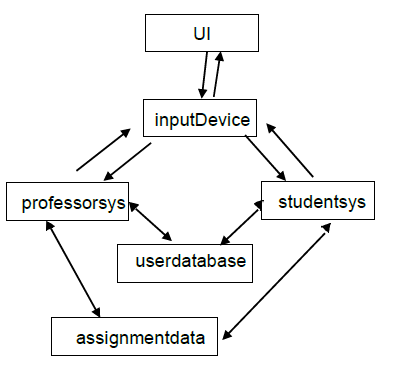 UI
inputDevice
professorsys
studentsys
userdatabase
assignmentdata